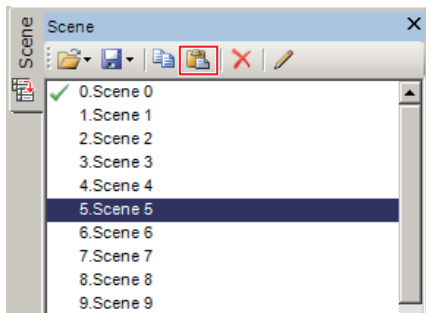 Scene
Scene
0.Scene 0
1.Scene 1
2.Scene 2
3.Scene 3
4.Scene 4
5.Scene 5
6.Scene 6
7.Scene 7
8.Scene 8
9.Scene 9